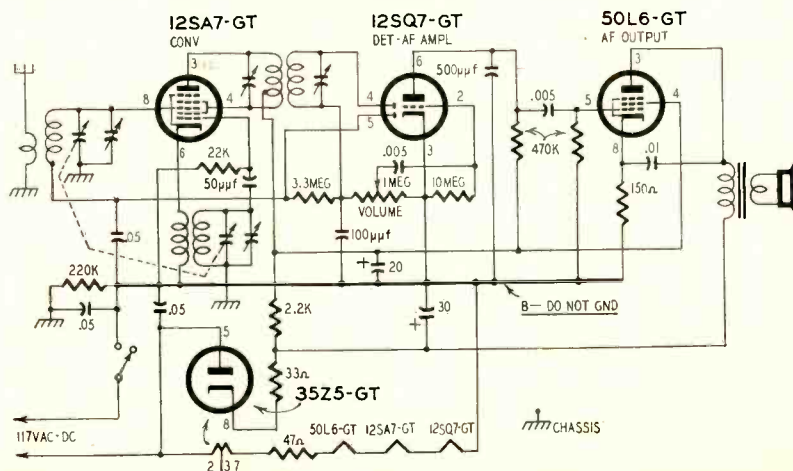 12SA7-GT
CONV
12SQ7-GT
DET-AF AMPL
50L6-GT
AF OUTPUT
3
8
4
6
22K
50μμf
6
4
5
2
3
500μμf
.005
.005
470K
3
5
4
8
.01
150Ω
3.3MEG
1MEG
VOLUME
10MEG
100μμf
.05
220K
.05
.05
+ 20
+ 30
2.2K
B- DO NOT GND
5
8
33Ω
35Z5-GT
117VAC-DC
2 3 7
47Ω
50L6-GT
12SA7-GT
12SQ7-GT
CHASSIS